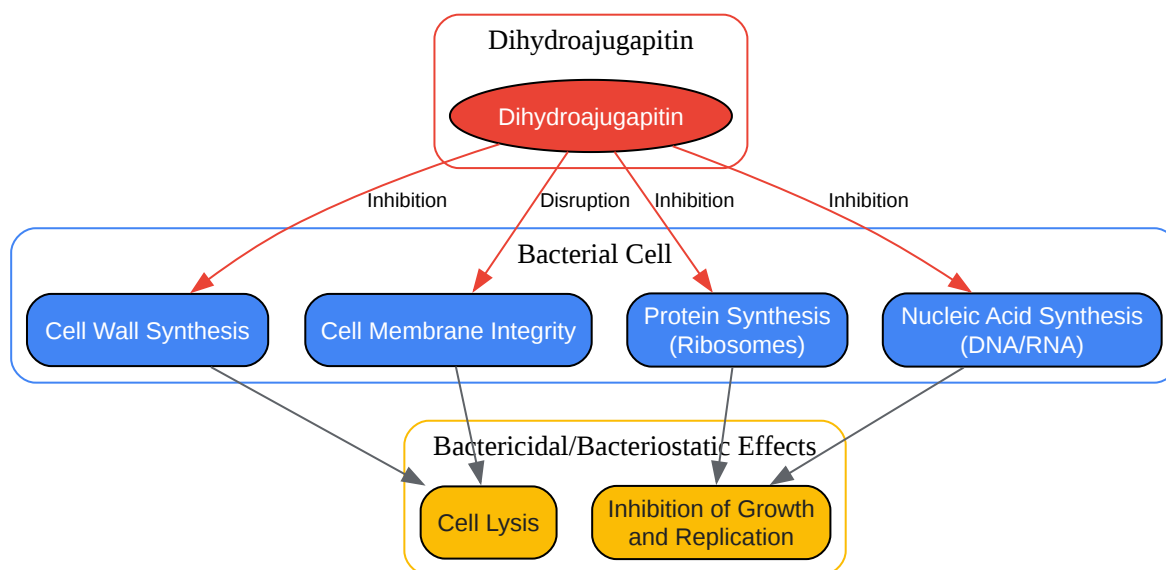 Dihydroajugapitin
Dihydroajugapitin
Inhibition
Disruption
Inhibition
Inhibition
Bacterial Cell
Cell Wall Synthesis
Cell Membrane Integrity
Protein Synthesis
(Ribosomes)
Nucleic Acid Synthesis
(DNA/RNA)
Bactericidal/Bacteriostatic Effects
Cell Lysis
Inhibition of Growth
and Replication